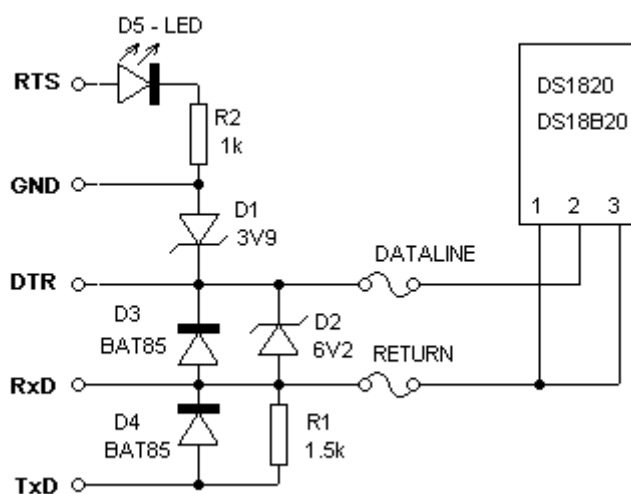 D5 - LED
RTS
R2
1k
GND
D1
3V9
DTR
DATALINE
D3
BAT85
D2
6V2
RETURN
RxD
D4
BAT85
R1
1.5k
TxD
DS1820
DS18B20
1 2 3